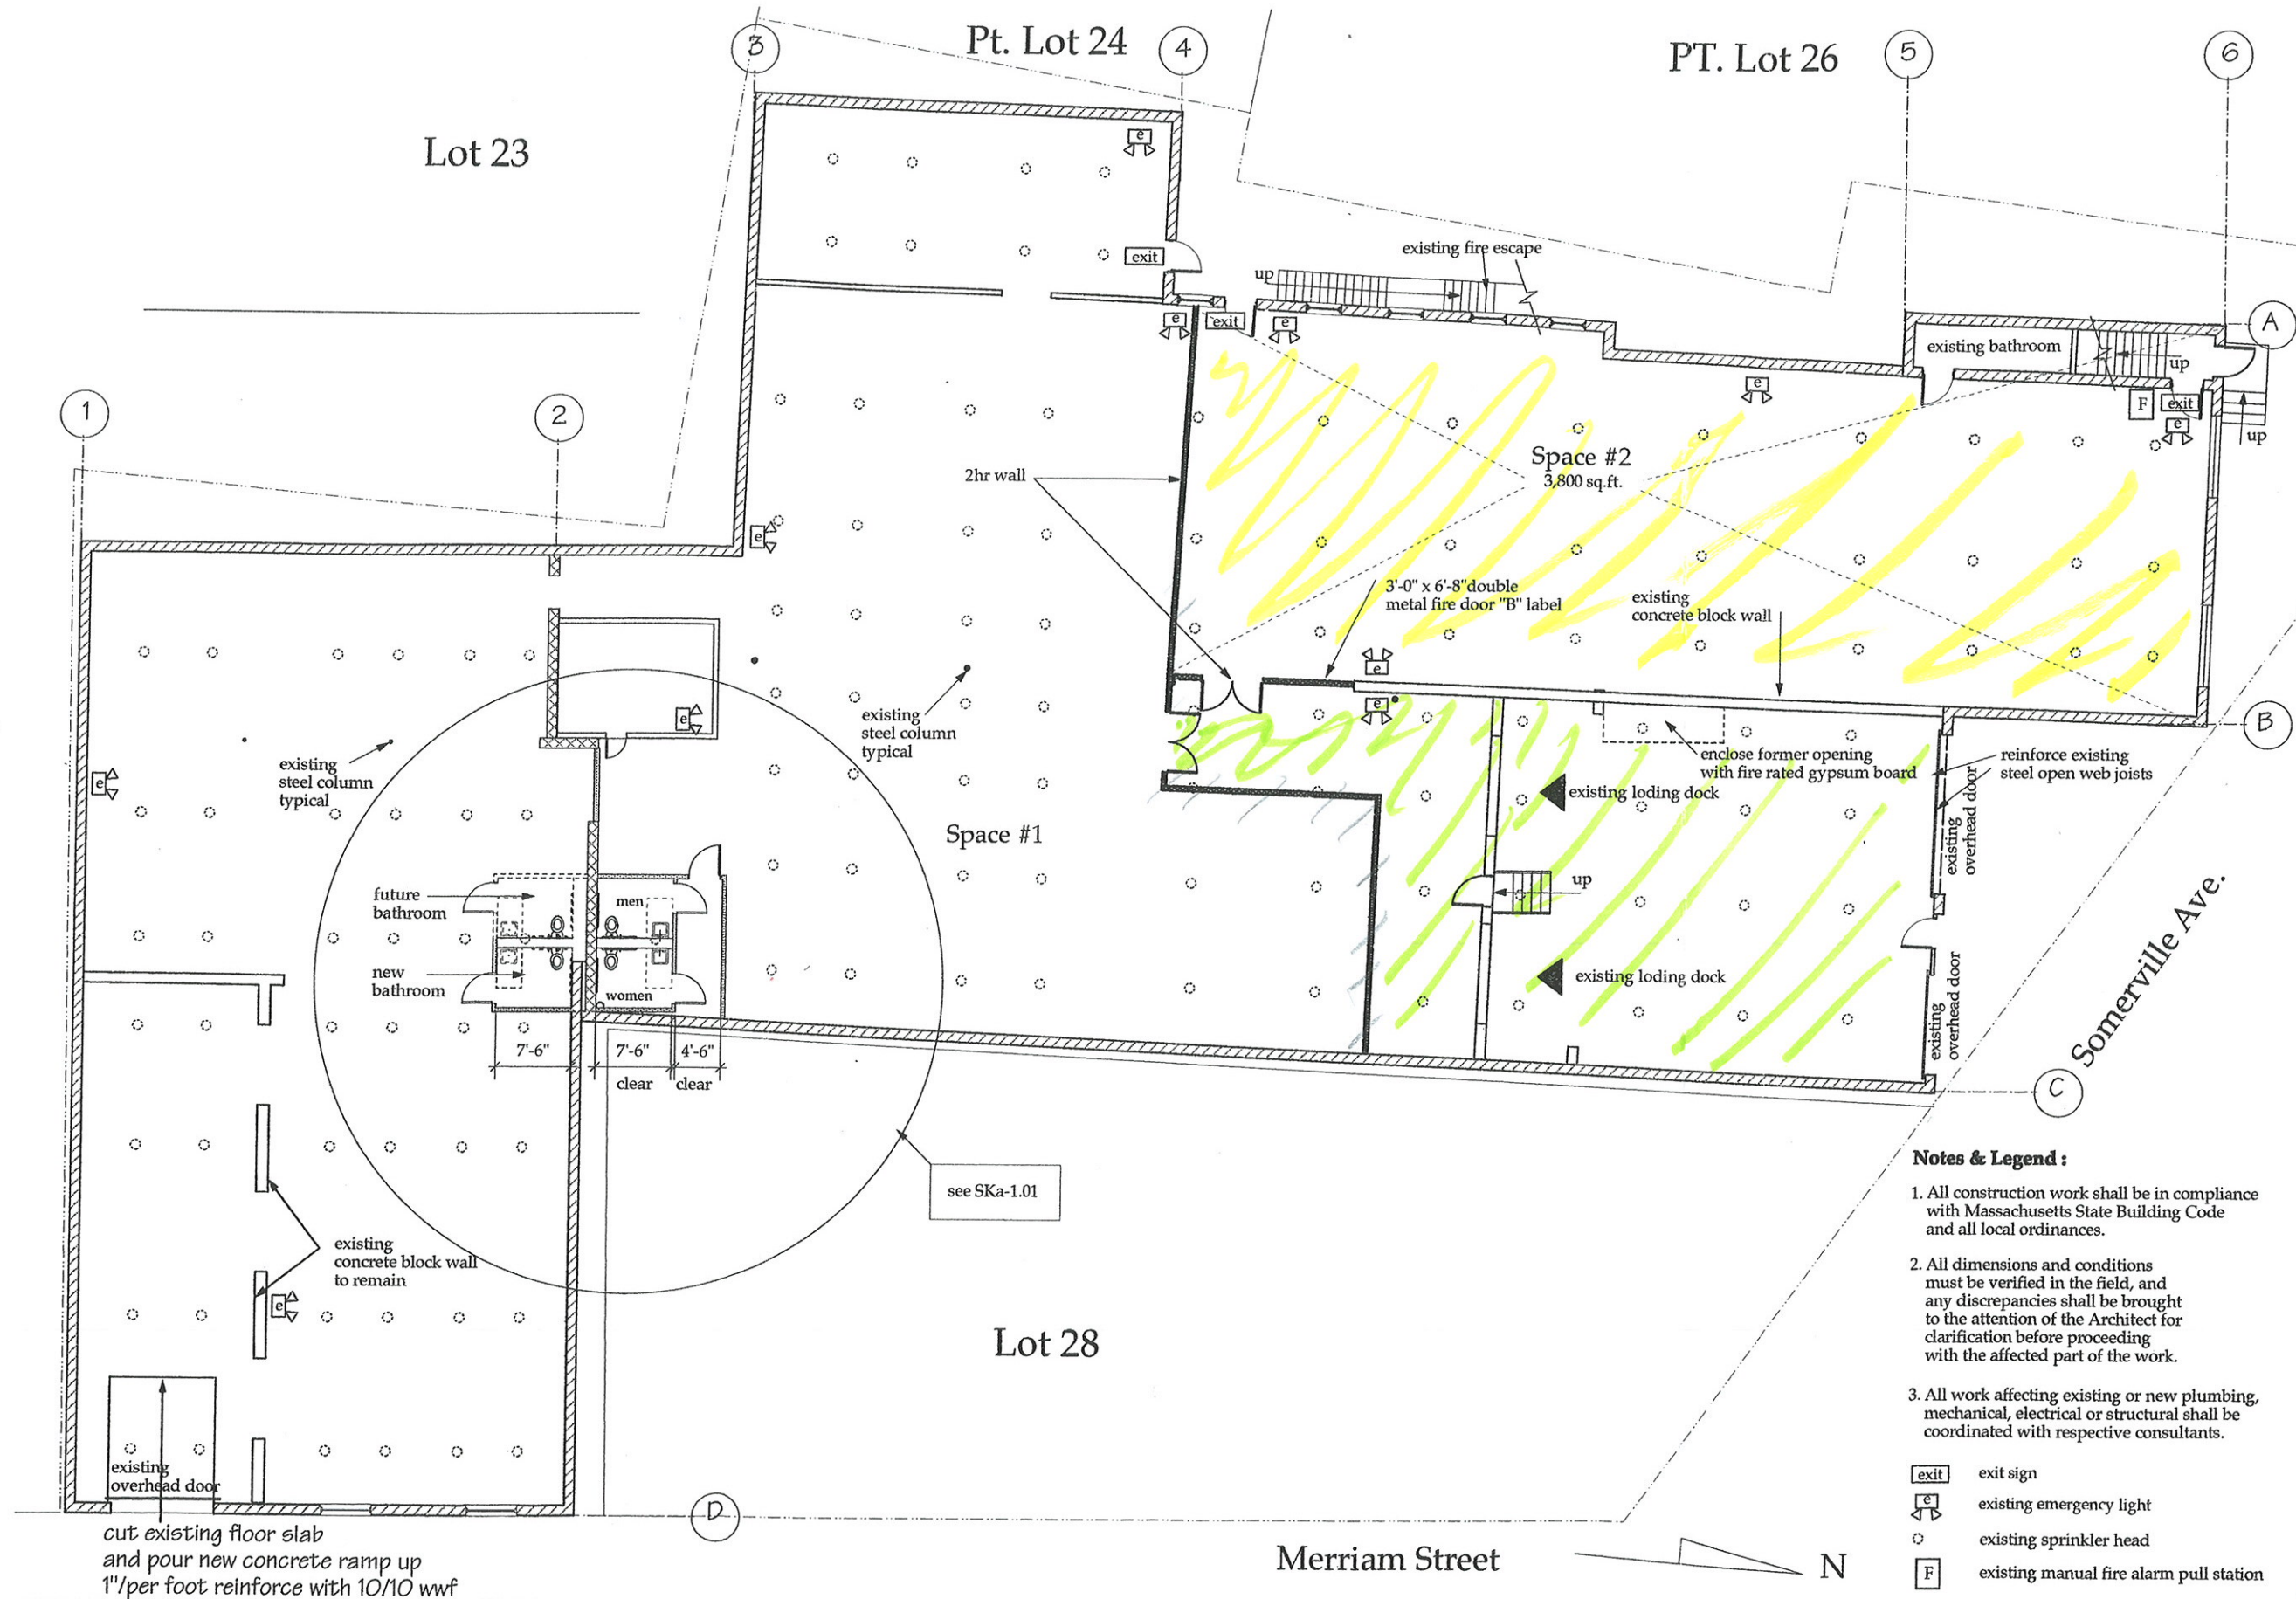 3
Pt. Lot 24
4
PT. Lot 26
5
6
Lot 23
e
exit
existing fire escape
up
e
exit
e
A
existing bathroom
up
e
F
exit
e
up
1
2
2hr wall
Space #2
3,800 sq.ft.
e
3'-0" x 6'-8"double
metal fire door "B" label
existing
concrete block wall
e
e
e
existing
steel column
typical
existing
steel column
typical
e
B
enclose former opening
with fire rated gypsum board
reinforce existing
steel open web joists
existing loding dock
existing
overhead door
Space #1
up
future
bathroom
men
new
bathroom
women
existing loding dock
existing
overhead door
Somerville Ave.
7'-6"
7'-6"
4'-6"
clear
clear
C
see SKa-1.01
existing
concrete block wall
to remain
e
Lot 28
existing
overhead door
D
cut existing floor slab
and pour new concrete ramp up
1"/per foot reinforce with 10/10 wwf
Merriam Street
N
Notes & Legend :
1. All construction work shall be in compliance
with Massachusetts State Building Code
and all local ordinances.
2. All dimensions and conditions
must be verified in the field, and
any discrepancies shall be brought
to the attention of the Architect for
clarification before proceeding
with the affected part of the work.
3. All work affecting existing or new plumbing,
mechanical, electrical or structural shall be
coordinated with respective consultants.
exit exit sign
e existing emergency light
existing sprinkler head
F existing manual fire alarm pull station